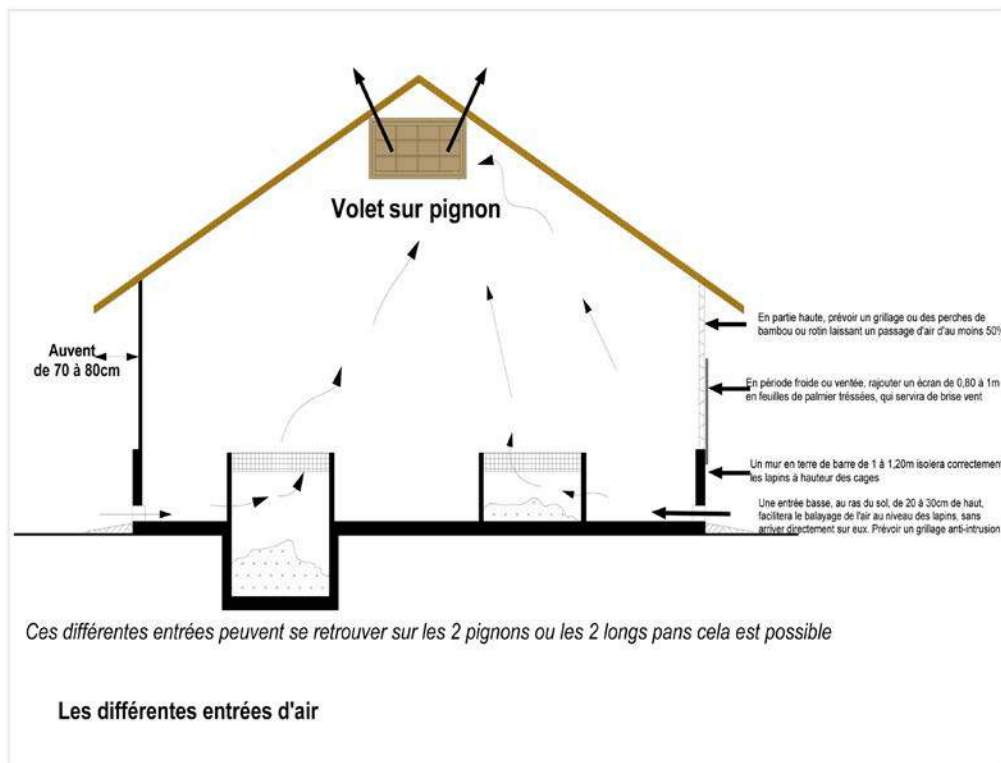 Volet sur pignon
Auvent
de 70 à 80cm
En partie haute, prévoir un grillage ou des perches de
bambou ou rotin laissant un passage d'air d'au moins 50%
En période froide ou ventée, rajouter un écran de 0,80 à 1m
en feuilles de palmier tréssées, qui servira de brise vent
Un mur en terre de barre de 1 à 1,20m isolera correctement
les lapins à hauteur des cages
Une entrée basse, au ras du sol, de 20 à 30cm de haut,
facilitera le balayage de l'air au niveau des lapins, sans
arriver directement sur eux. Prévoir un grillage anti-intrusion
Ces différentes entrées peuvent se retrouver sur les 2 pignons ou les 2 longs pans cela est possible
Les différentes entrées d'air